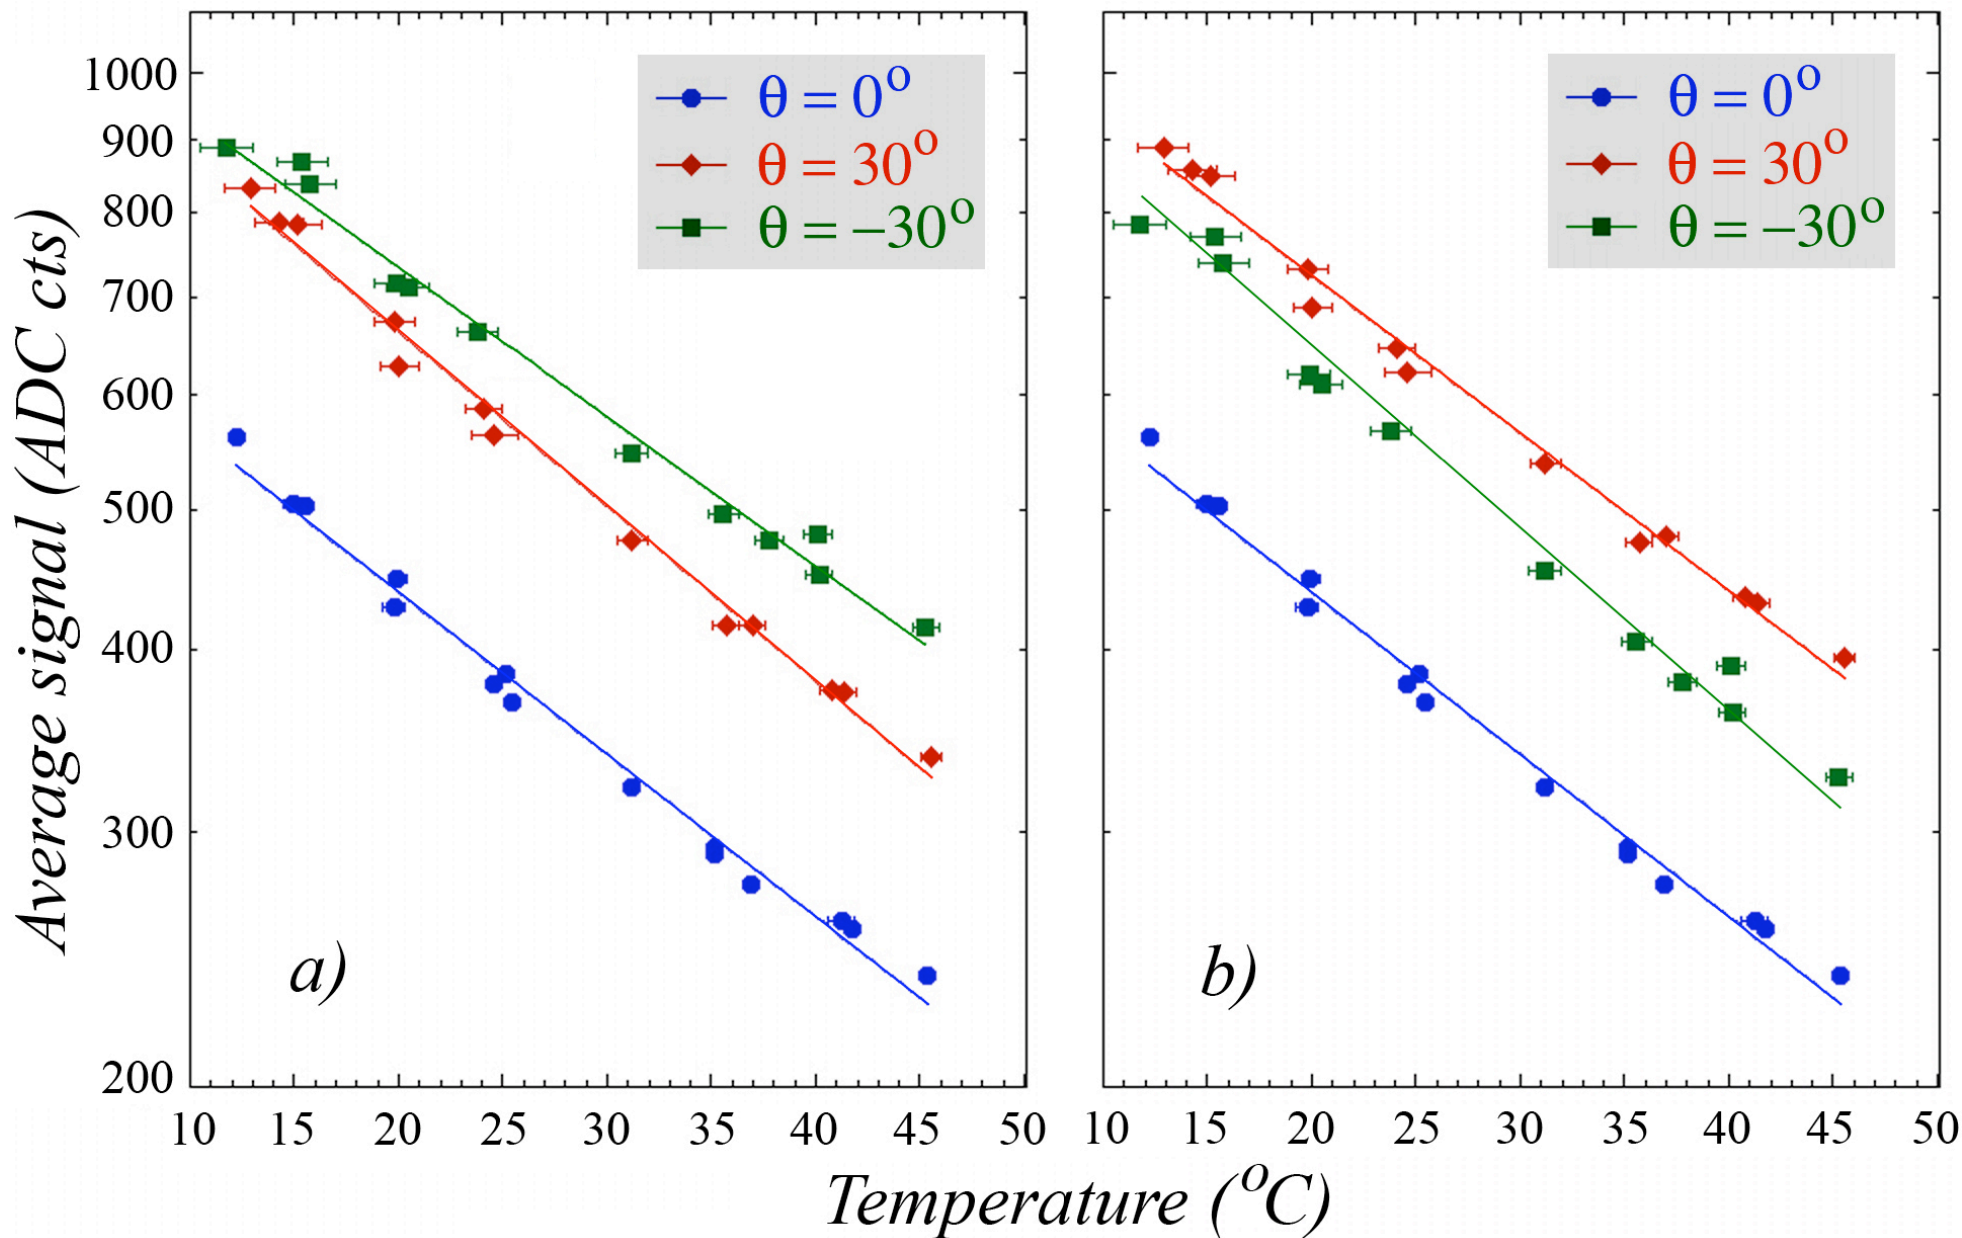 Average signal (ADC cts)
1000
900
800
700
600
500
400
300
200
θ = 0°
θ = 30°
θ = –30°
a)
10 15 20 25 30 35 40 45 50
θ = 0°
θ = 30°
θ = –30°
b)
10 15 20 25 30 35 40 45 50
Temperature (°C)